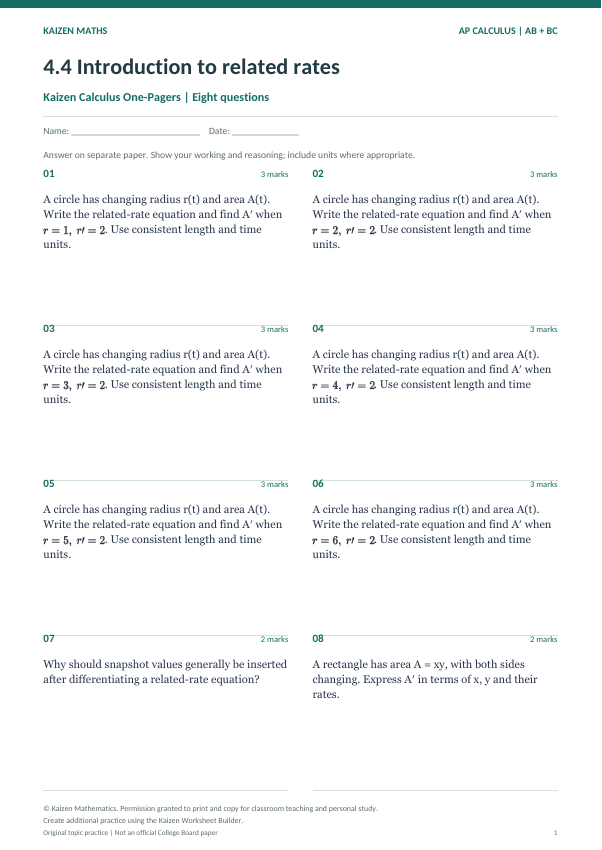 KAIZEN MATHS
AP CALCULUS | AB + BC
4.4 Introduction to related rates
Kaizen Calculus One-Pagers | Eight questions
Name: ____________________________ Date: ______________
Answer on separate paper. Show your working and reasoning; include units where appropriate.
01 3 marks
A circle has changing radius r(t) and area A(t).
Write the related-rate equation and find A′ when
r = 1, r′ = 2. Use consistent length and time
units.
02 3 marks
A circle has changing radius r(t) and area A(t).
Write the related-rate equation and find A′ when
r = 2, r′ = 2. Use consistent length and time
units.
03 3 marks
A circle has changing radius r(t) and area A(t).
Write the related-rate equation and find A′ when
r = 3, r′ = 2. Use consistent length and time
units.
04 3 marks
A circle has changing radius r(t) and area A(t).
Write the related-rate equation and find A′ when
r = 4, r′ = 2. Use consistent length and time
units.
05 3 marks
A circle has changing radius r(t) and area A(t).
Write the related-rate equation and find A′ when
r = 5, r′ = 2. Use consistent length and time
units.
06 3 marks
A circle has changing radius r(t) and area A(t).
Write the related-rate equation and find A′ when
r = 6, r′ = 2. Use consistent length and time
units.
07 2 marks
Why should snapshot values generally be inserted
after differentiating a related-rate equation?
08 2 marks
A rectangle has area A = xy, with both sides
changing. Express A′ in terms of x, y and their
rates.
© Kaizen Mathematics. Permission granted to print and copy for classroom teaching and personal study.
Create additional practice using the Kaizen Worksheet Builder.
Original topic practice | Not an official College Board paper
1